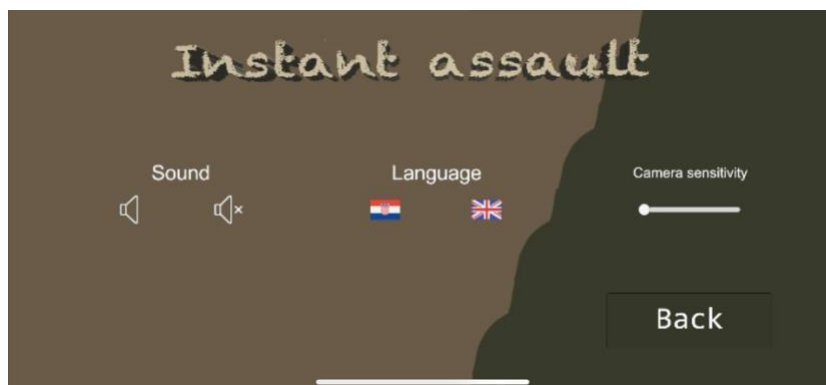 Instant assault
Sound
Language
Camera sensitivity
Back